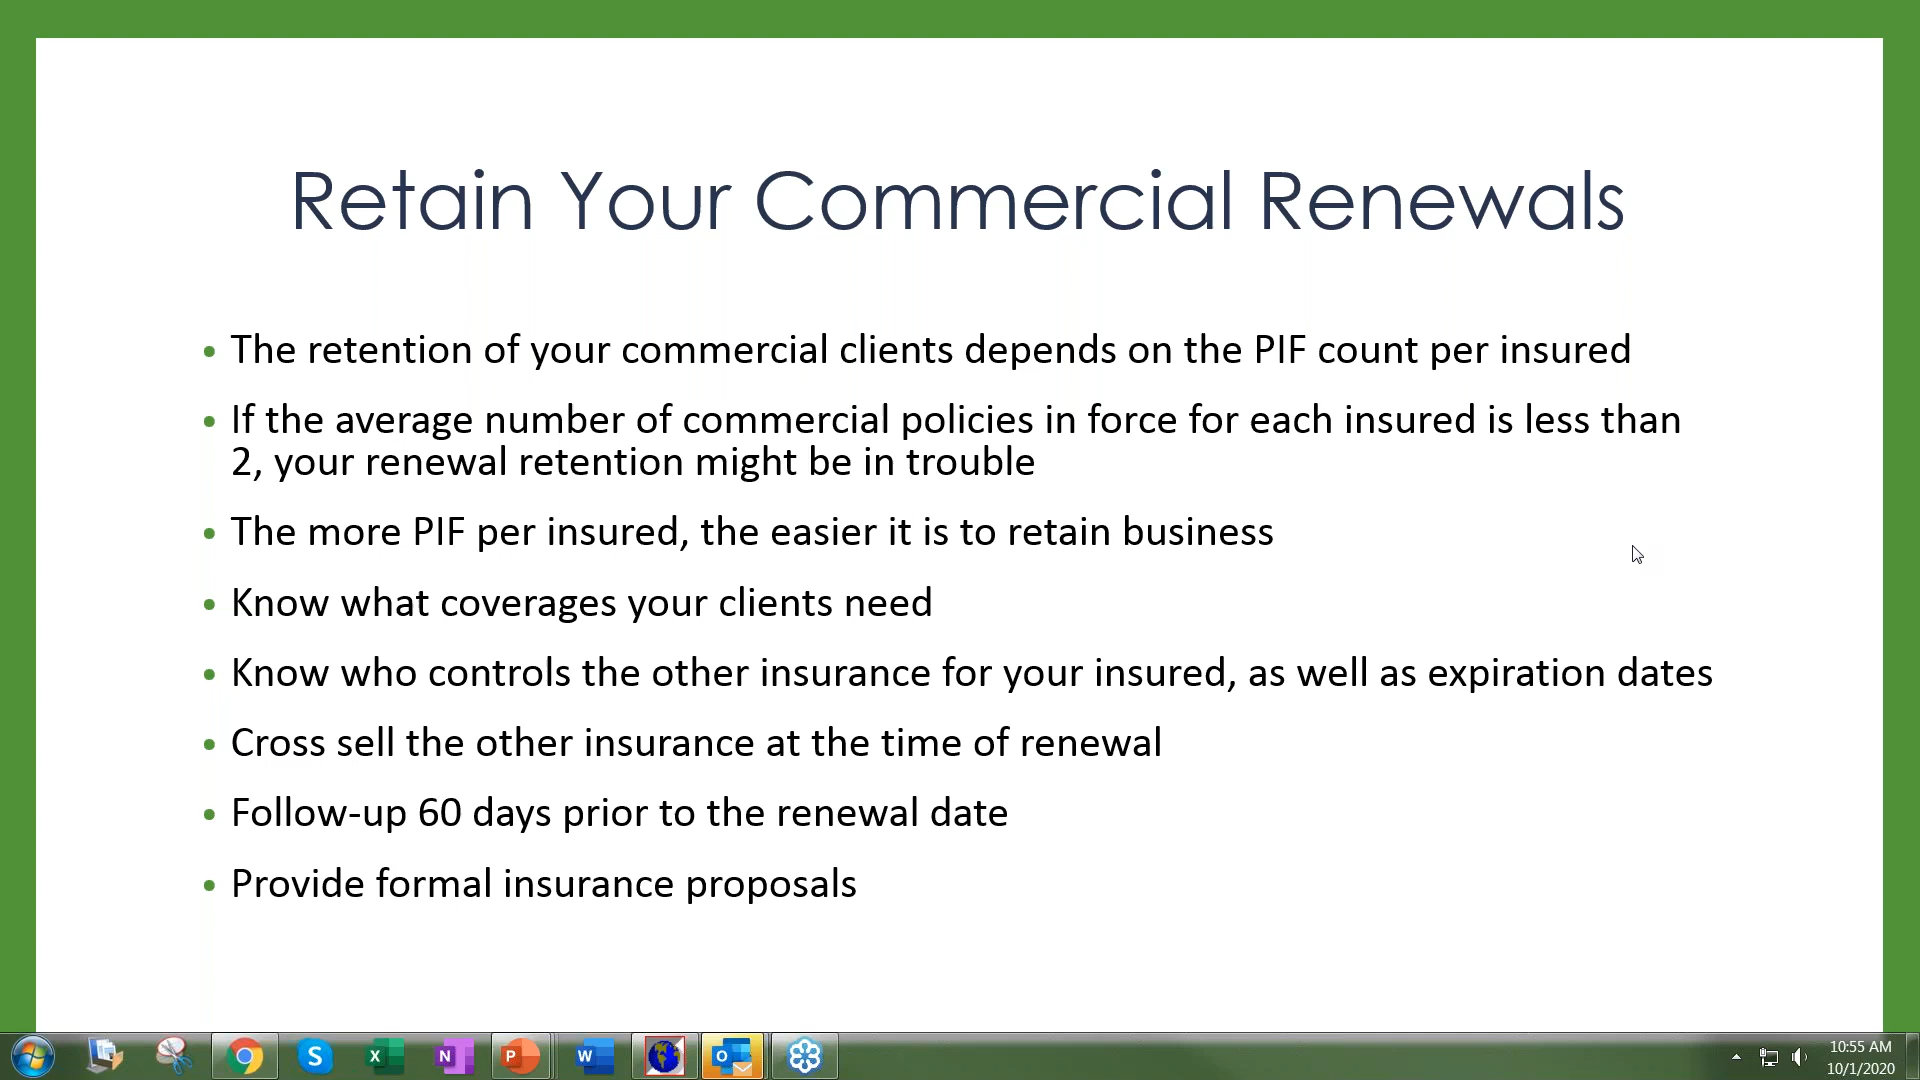 Retain Your Commercial Renewals
• The retention of your commercial clients depends on the PIF count per insured
• If the average number of commercial policies in force for each insured is less than
2, your renewal retention might be in trouble
• The more PIF per insured, the easier it is to retain business
• Know what coverages your clients need
• Know who controls the other insurance for your insured, as well as expiration dates
• Cross sell the other insurance at the time of renewal
• Follow-up 60 days prior to the renewal date
• Provide formal insurance proposals
S X N P W O
10:55 AM
10/1/2020